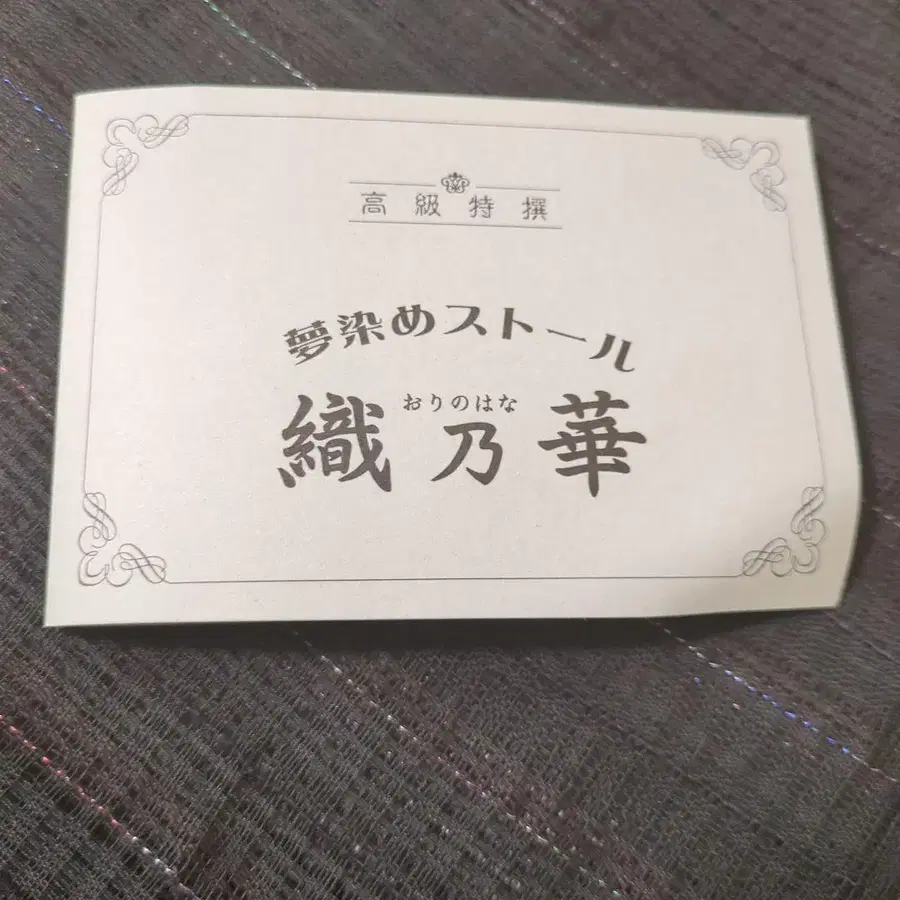 高級特撰
夢染めストール
おりのはな
織乃華